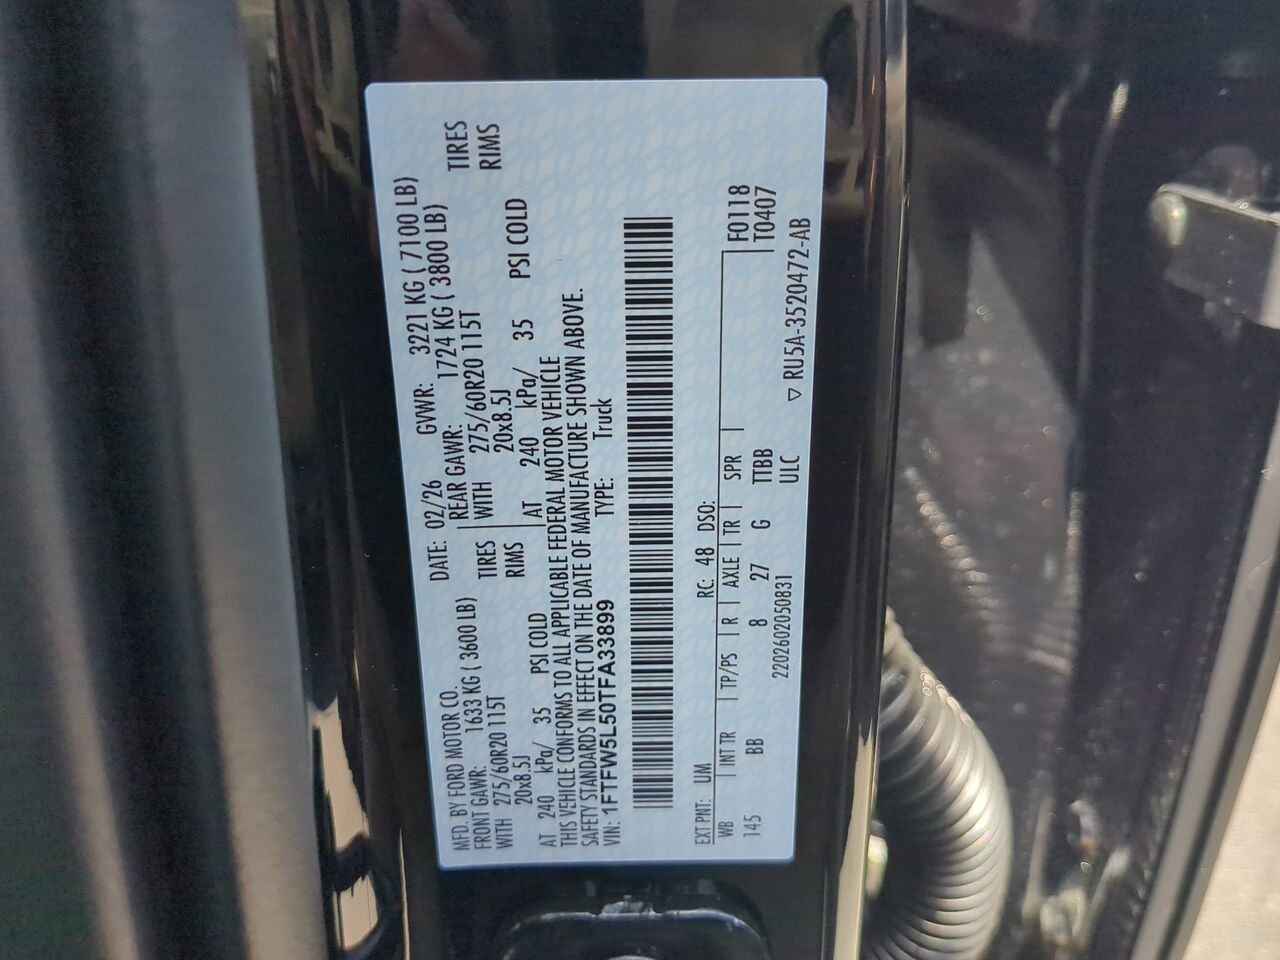 MFD. BY FORD MOTOR CO.
DATE: 02/26 GVWR: 3221 KG ( 7100 LB)
FRONT GAWR: 1633 KG ( 3600 LB)
REAR GAWR: 1724 KG ( 3800 LB)
WITH 275/60R20 115T TIRES
WITH 275/60R20 115T TIRES
20x8.5J RIMS
20x8.5J RIMS
AT 240 kPa/ 35 PSI COLD
AT 240 kPa/ 35 PSI COLD
THIS VEHICLE CONFORMS TO ALL APPLICABLE FEDERAL MOTOR VEHICLE
SAFETY STANDARDS IN EFFECT ON THE DATE OF MANUFACTURE SHOWN ABOVE.
VIN: 1FTFW5L50TFA33899 TYPE: Truck
EXT PNT: UM RC: 48 DSO:
WB INT TR TP/PS R AXLE TR SPR F0118
145 BB 8 27 G TTBB T0407
220260205083​1 ULC
▽ RU5A-3520472-AB